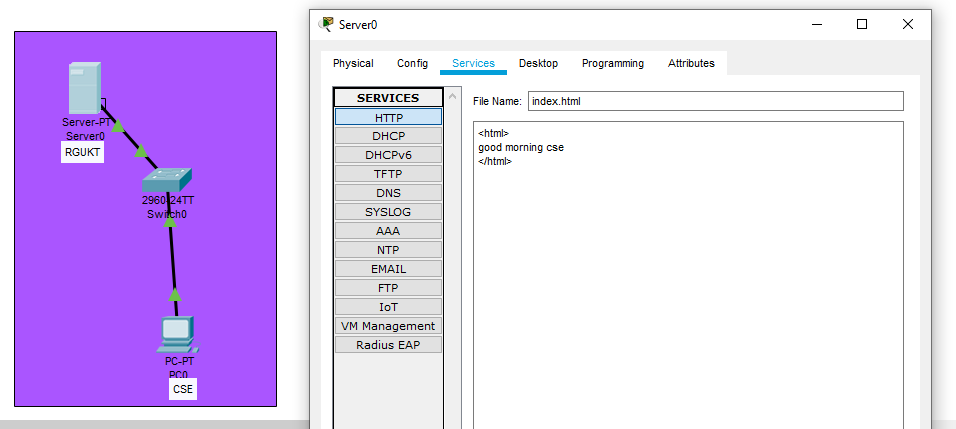 Server-PT
Server0
RGUKT
2960-24TT
Switch0
PC-PT
PC0
CSE
Server0
Physical
Config
Services
Desktop
Programming
Attributes
SERVICES
HTTP
DHCP
DHCPv6
TFTP
DNS
SYSLOG
AAA
NTP
EMAIL
FTP
IoT
VM Management
Radius EAP
File Name: index.html
<html>
good morning cse
</html>